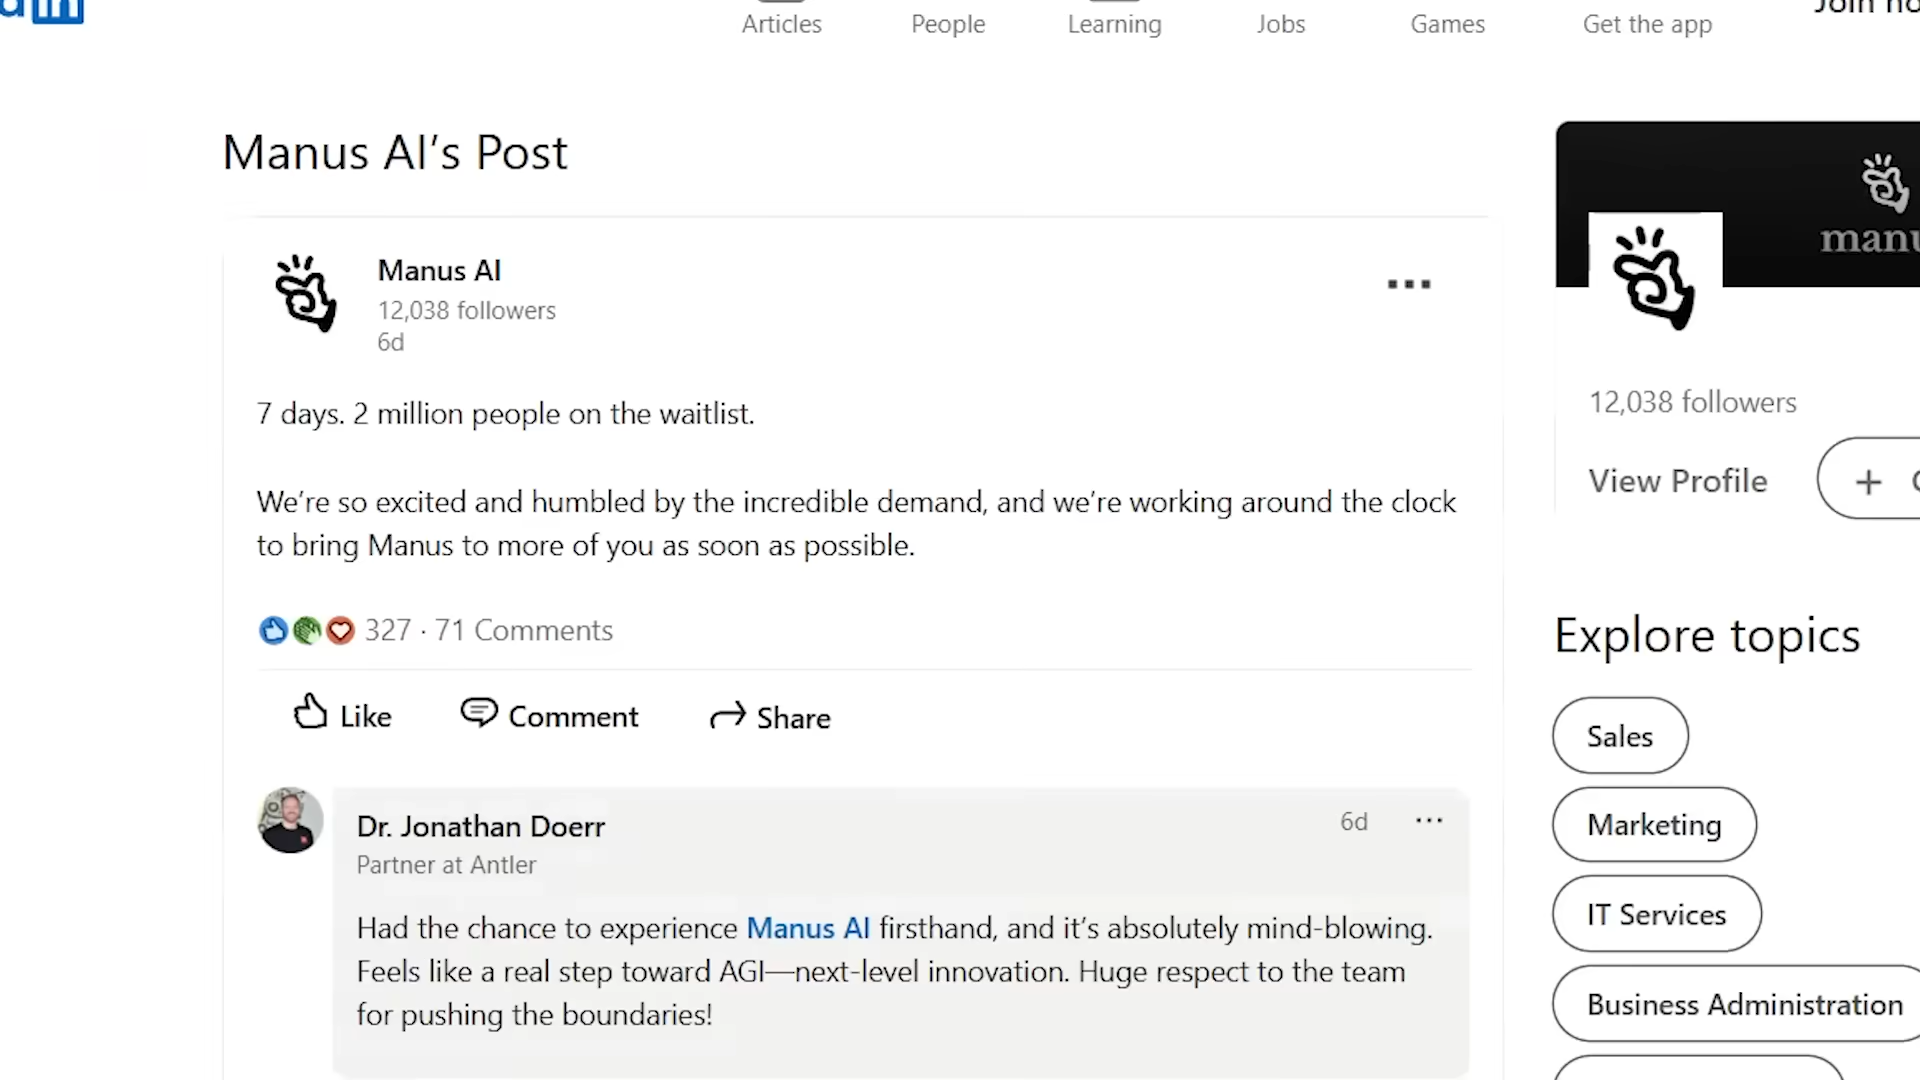 Articles
People
Learning
Jobs
Games
Get the app
Manus AI's Post
Manus AI
12,038 followers
6d
7 days. 2 million people on the waitlist.
We're so excited and humbled by the incredible demand, and we're working around the clock
to bring Manus to more of you as soon as possible.
327 · 71 Comments
Like
Comment
Share
Dr. Jonathan Doerr
6d
Partner at Antler
Had the chance to experience Manus AI firsthand, and it's absolutely mind-blowing.
Feels like a real step toward AGI—next-level innovation. Huge respect to the team
for pushing the boundaries!
12,038 followers
View Profile
Explore topics
Sales
Marketing
IT Services
Business Administration